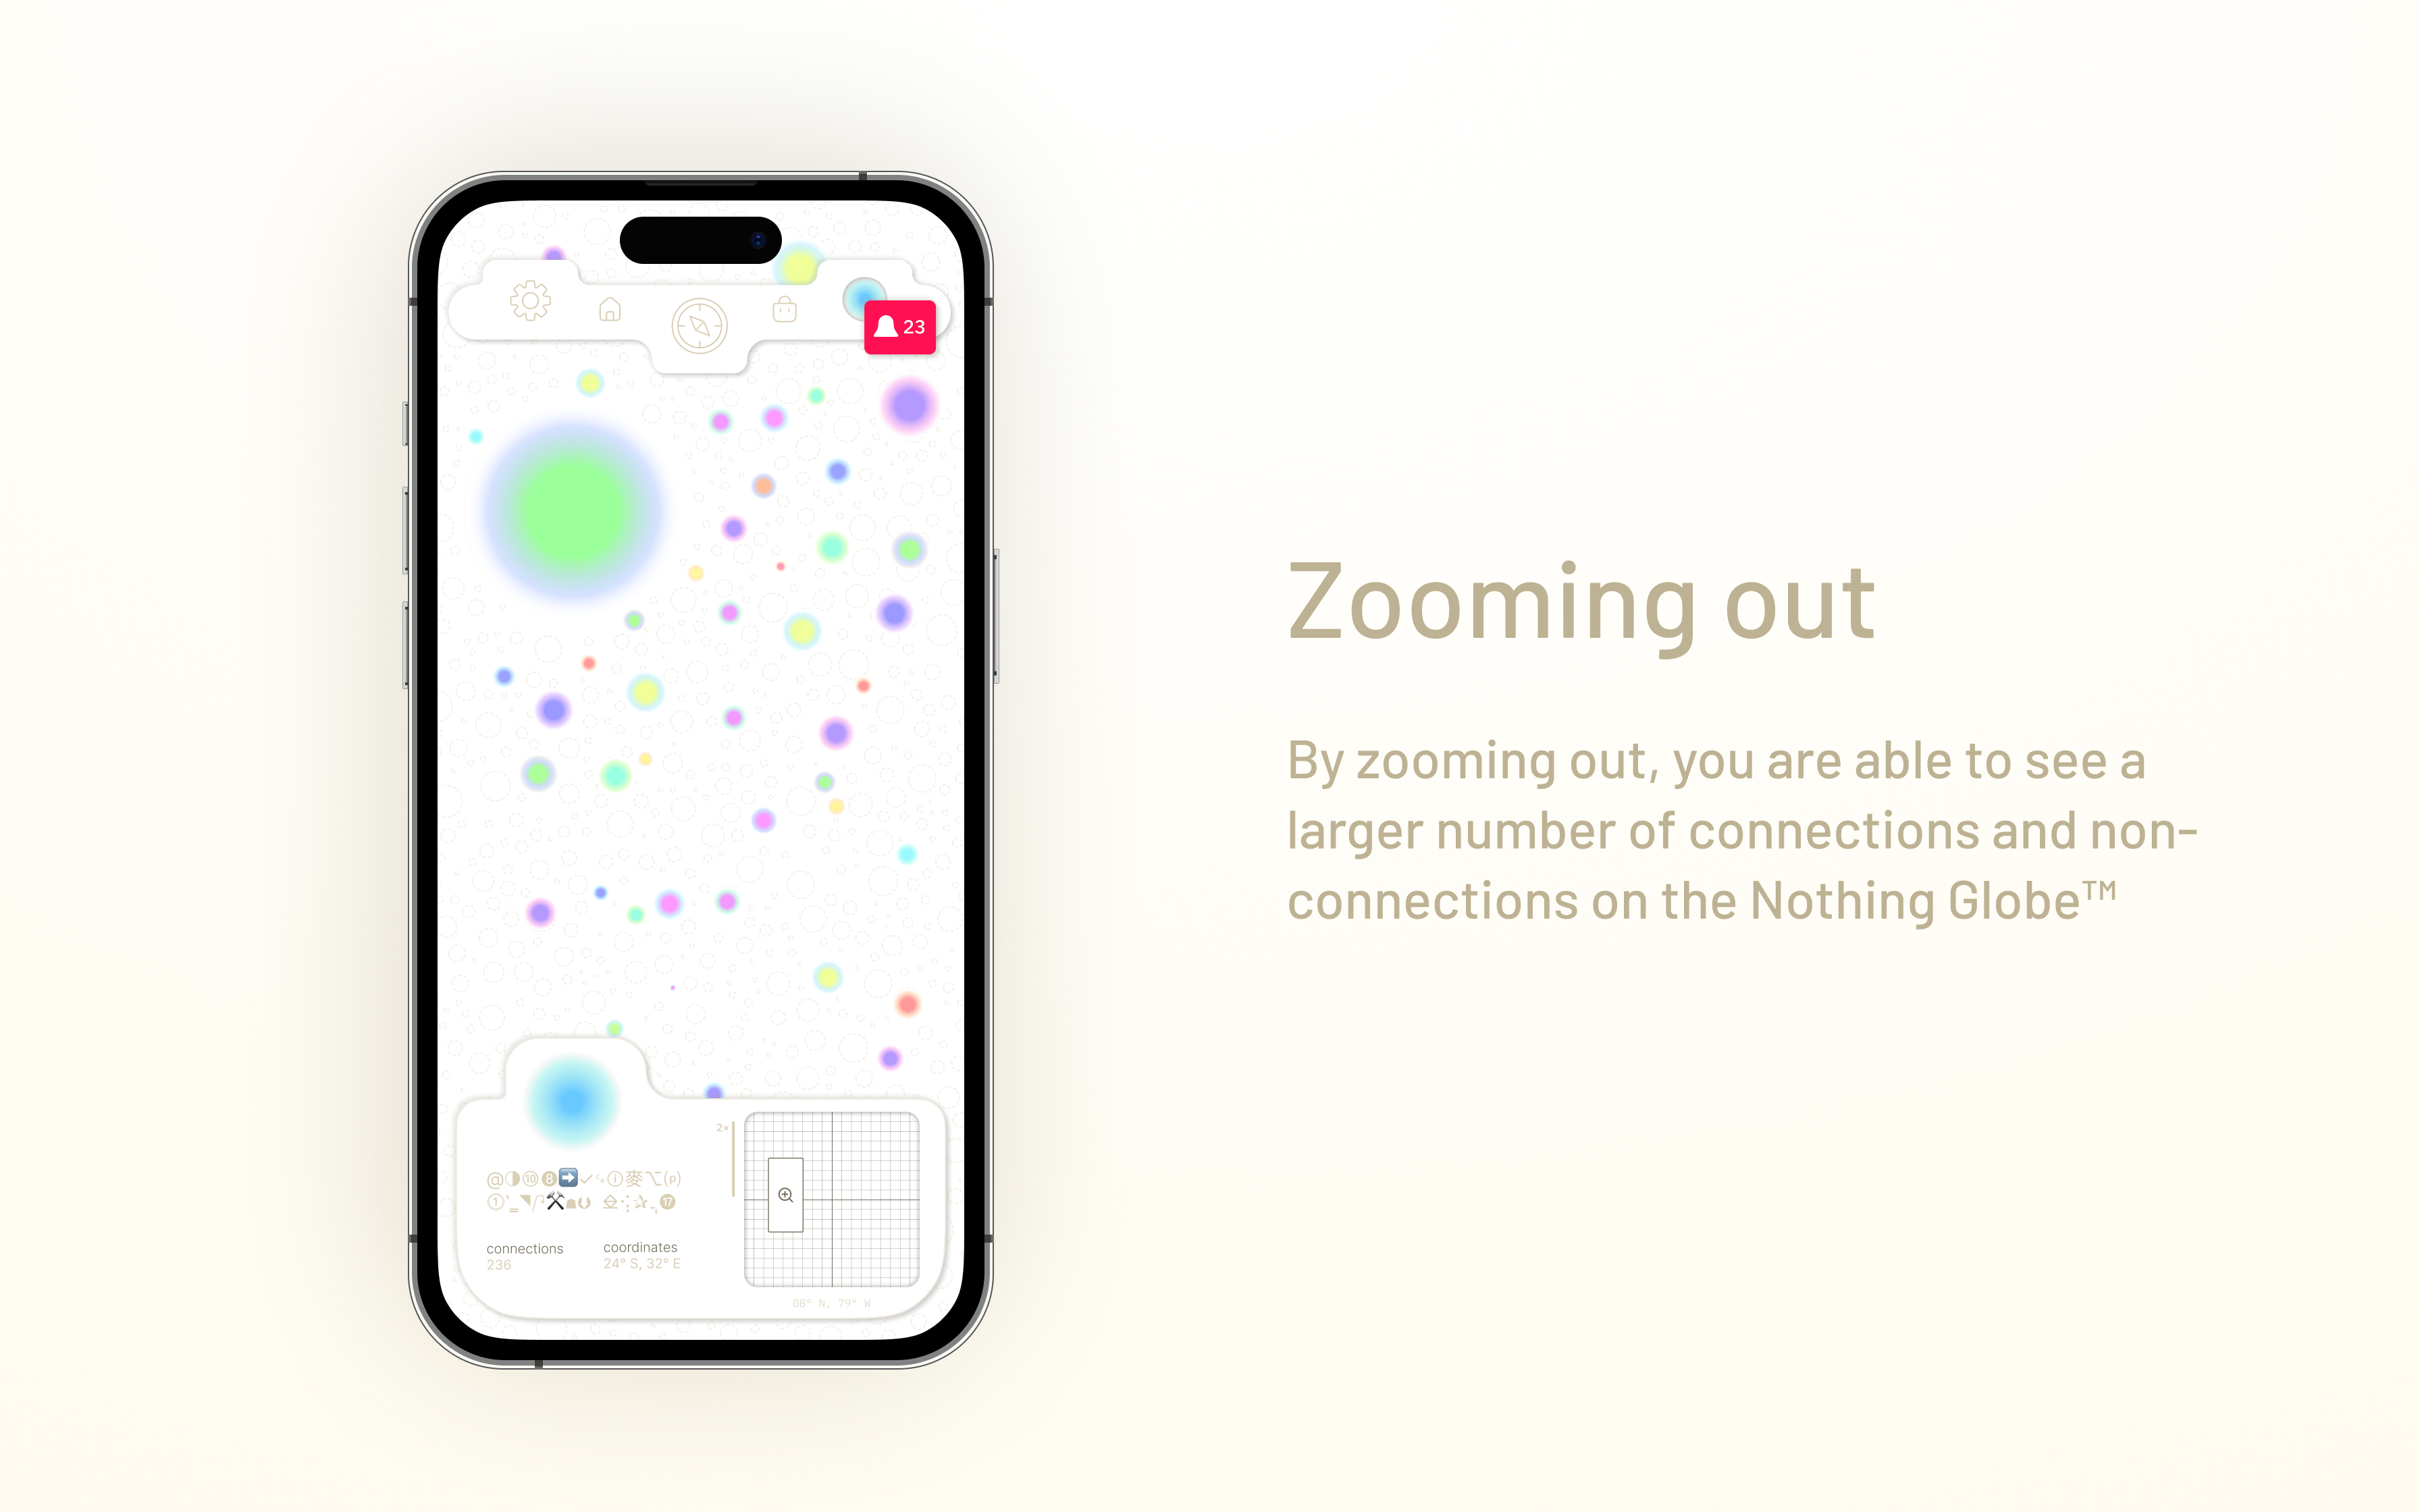 23
Zooming out
By zooming out, you are able to see a
larger number of connections and non-
connections on the Nothing Globe™
2×
connections
236
coordinates
24° S, 32° E
08° N, 79° W